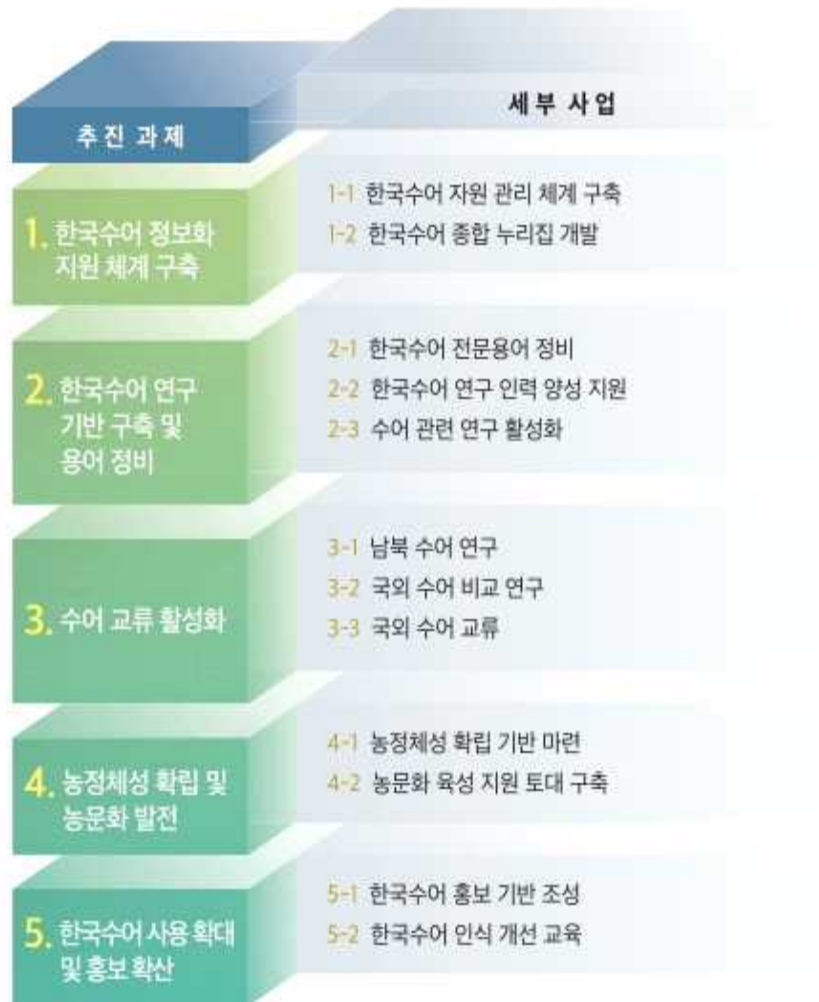 추진 과제
세부 사업
1. 한국수어 정보화
지원 체계 구축
1-1 한국수어 자원 관리 체계 구축
1-2 한국수어 종합 누리집 개발
2. 한국수어 연구
기반 구축 및
용어 정비
2-1 한국수어 전문용어 정비
2-2 한국수어 연구 인력 양성 지원
2-3 수어 관련 연구 활성화
3. 수어 교류 활성화
3-1 남북 수어 연구
3-2 국외 수어 비교 연구
3-3 국외 수어 교류
4. 농정체성 확립 및
농문화 발전
4-1 농정체성 확립 기반 마련
4-2 농문화 육성 지원 토대 구축
5. 한국수어 사용 확대
및 홍보 확산
5-1 한국수어 홍보 기반 조성
5-2 한국수어 인식 개선 교육